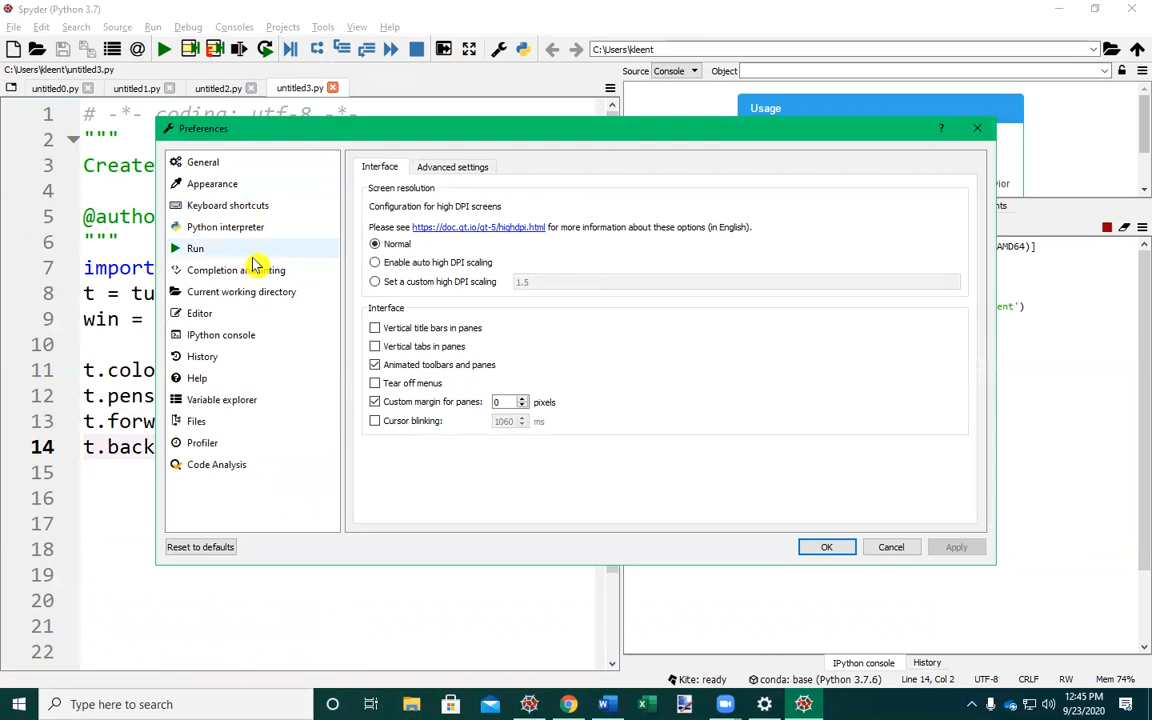 Spyder (Python 3.7)
File Edit Search Source Run Debug Consoles Projects Tools View Help
C:\Users\kleent
C:\Users\kleent\untitled3.py
Source Console Object
untitled0.py untitled1.py untitled2.py untitled3.py
Usage
1 # -*- coding: utf-8 -*-
2 """
3 Create
4
5 @autho
6 """
7 import
8 t = tu
9 win =
10
11 t.colo
12 t.pens
13 t.forw
14 t.back
15
16
17
18
19
20
21
22
Preferences
?
General
Appearance
Keyboard shortcuts
Python interpreter
Run
Completion and linting
Current working directory
Editor
IPython console
History
Help
Variable explorer
Files
Profiler
Code Analysis
Interface Advanced settings
Screen resolution
Configuration for high DPI screens
Please see https://doc.qt.io/qt-5/highdpi.html for more information about these options (in English).
Normal
Enable auto high DPI scaling
Set a custom high DPI scaling 1.5
Interface
Vertical title bars in panes
Vertical tabs in panes
Animated toolbars and panes
Tear off menus
Custom margin for panes: 0 pixels
Cursor blinking: 1060 ms
Reset to defaults
OK Cancel Apply
ior
nts
AMD64)]
ent')
IPython console History
Kite: ready conda: base (Python 3.7.6) Line 14, Col 2 UTF-8 CRLF RW Mem 74%
Type here to search
12:45 PM
9/23/2020